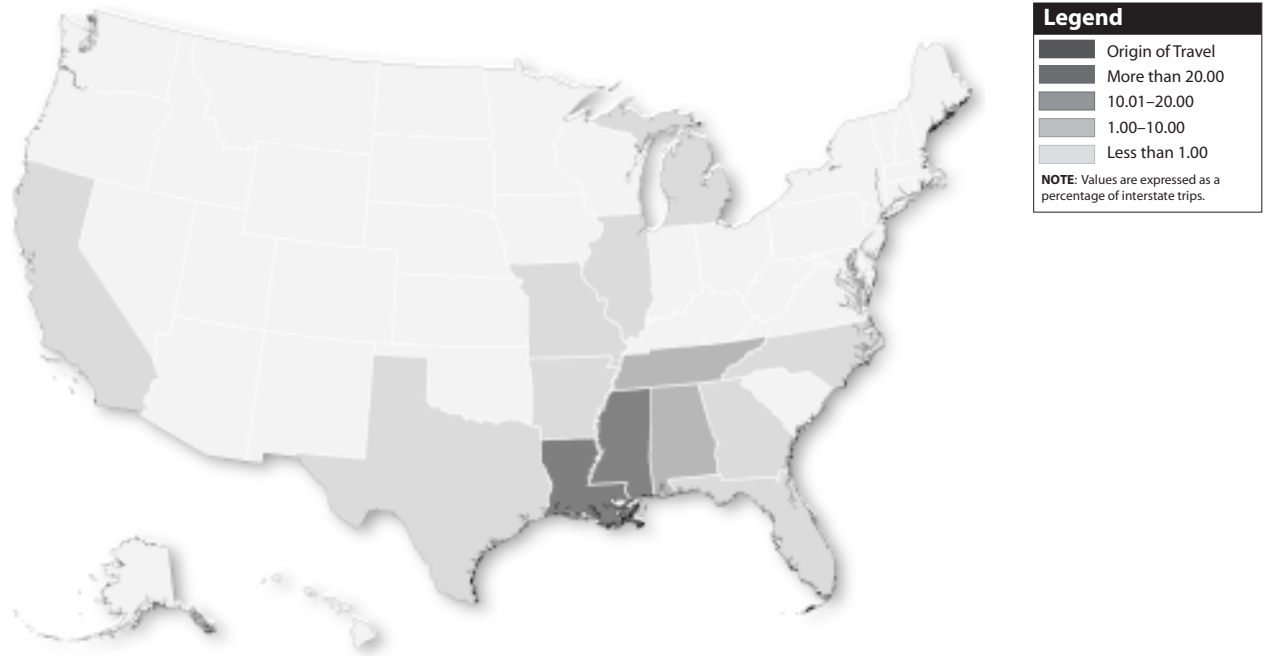 Legend
Origin of Travel
More than 20.00
10.01–20.00
1.00–10.00
Less than 1.00
NOTE: Values are expressed as a
percentage of interstate trips.